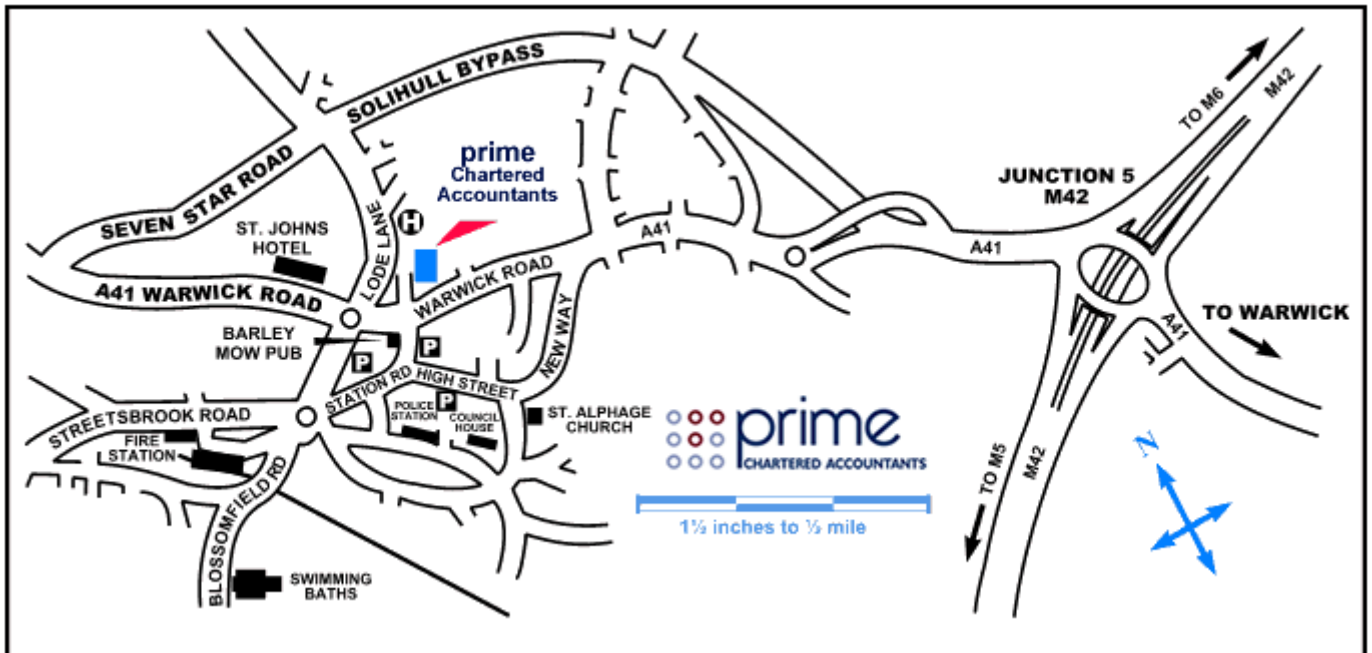 SOLIHULL BYPASS
SEVEN STAR ROAD
prime
Chartered
Accountants
H
LODE LANE
ST. JOHNS
HOTEL
A41 WARWICK ROAD
WARWICK ROAD
A41
TO M6
M42
JUNCTION 5
M42
A41
A41
TO WARWICK
BARLEY
MOW PUB
P
P
NEW WAY
STATION RD
HIGH STREET
P
POLICE
STATION
COUNCIL
HOUSE
ST. ALPHAGE
CHURCH
STREETSBROOK ROAD
FIRE
STATION
BLOSSOMFIELD RD
SWIMMING
BATHS
prime
CHARTERED ACCOUNTANTS
1½ inches to ½ mile
TO M5
M42
N